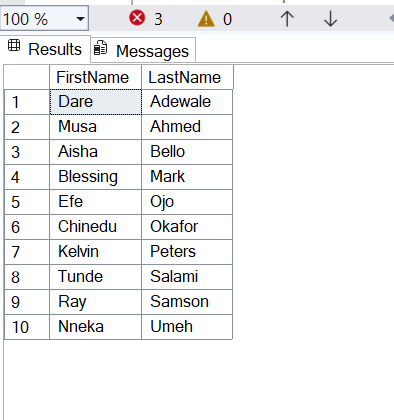 100 % 3 0
Results Messages
FirstName LastName
1 Dare Adewale
2 Musa Ahmed
3 Aisha Bello
4 Blessing Mark
5 Efe Ojo
6 Chinedu Okafor
7 Kelvin Peters
8 Tunde Salami
9 Ray Samson
10 Nneka Umeh